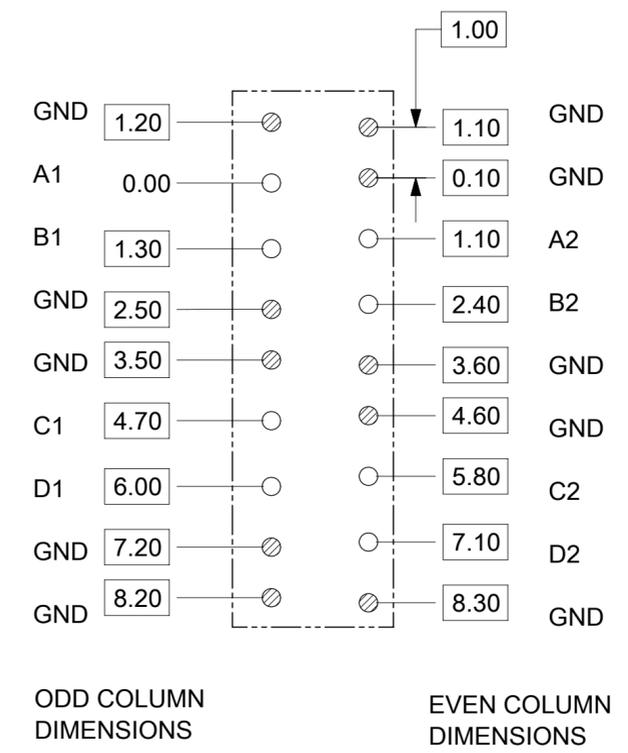 1.00
GND 1.20 1.10 GND
A1 0.00 0.10 GND
B1 1.30 1.10 A2
GND 2.50 2.40 B2
GND 3.50 3.60 GND
C1 4.70 4.60 GND
D1 6.00 5.80 C2
GND 7.20 7.10 D2
GND 8.20 8.30 GND
ODD COLUMN
DIMENSIONS
EVEN COLUMN
DIMENSIONS